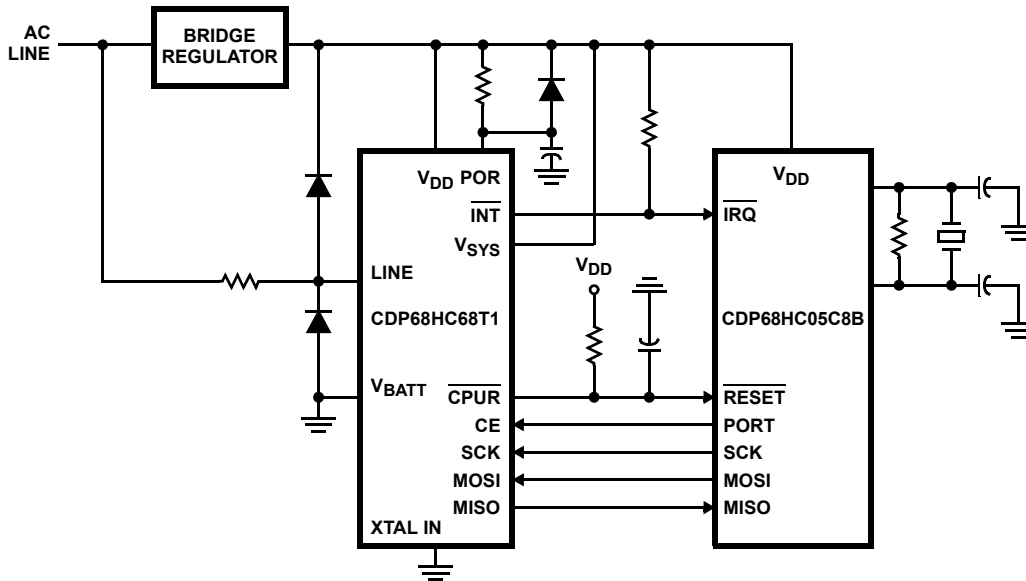 AC
LINE
BRIDGE
REGULATOR
VDD POR
INT
VSYS
LINE
CDP68HC68T1
VBATT
CPUR
CE
SCK
MOSI
MISO
XTAL IN
VDD
VDD
IRQ
CDP68HC05C8B
RESET
PORT
SCK
MOSI
MISO